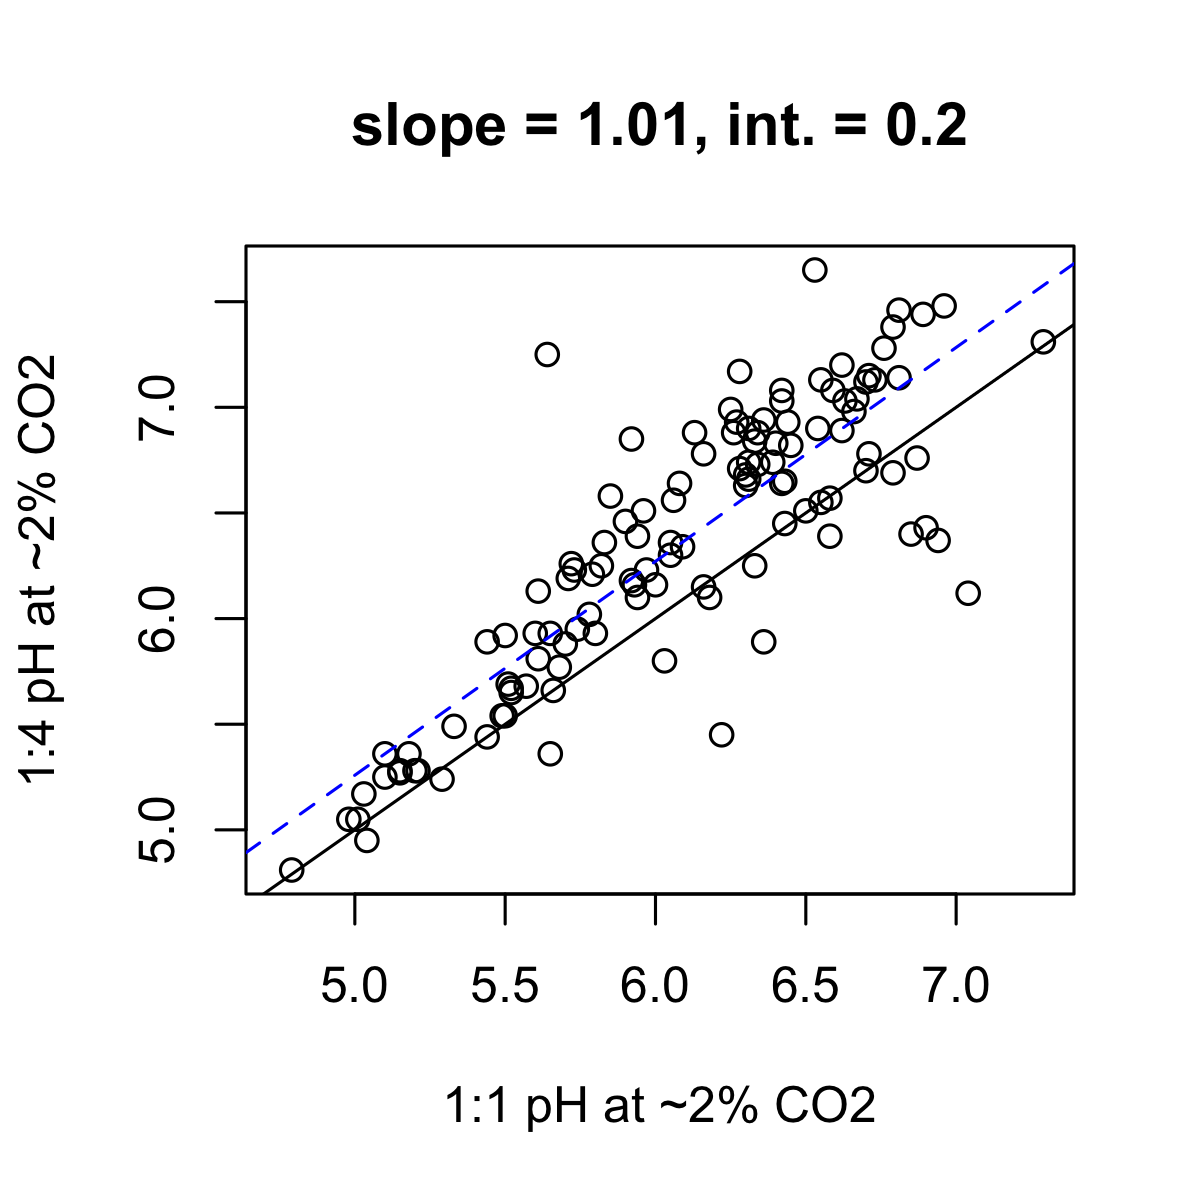 slope = 1.01, int. = 0.2
1:4 pH at ~2% CO2
7.0
6.0
5.0
5.0 5.5 6.0 6.5 7.0
1:1 pH at ~2% CO2